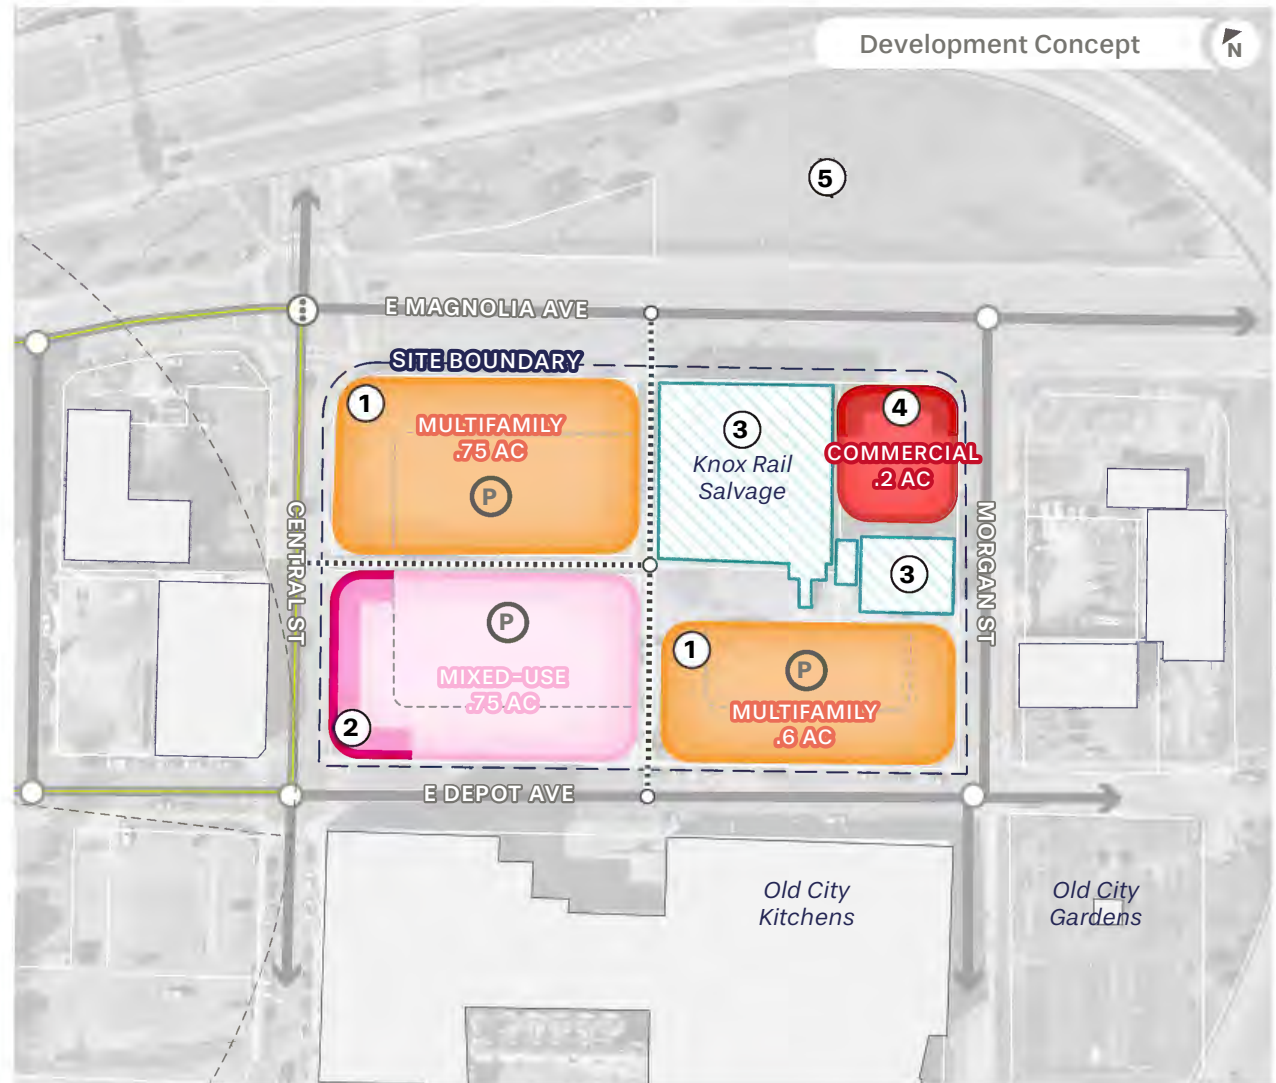 Development Concept
N
5
E MAGNOLIA AVE
SITE BOUNDARY
1
MULTIFAMILY
.75 AC
P
3
Knox Rail
Salvage
4
COMMERCIAL
.2 AC
CENTRAL ST
MORGAN ST
3
P
MIXED-USE
.75 AC
2
1
P
MULTIFAMILY
.6 AC
E DEPOT AVE
Old City
Kitchens
Old City
Gardens